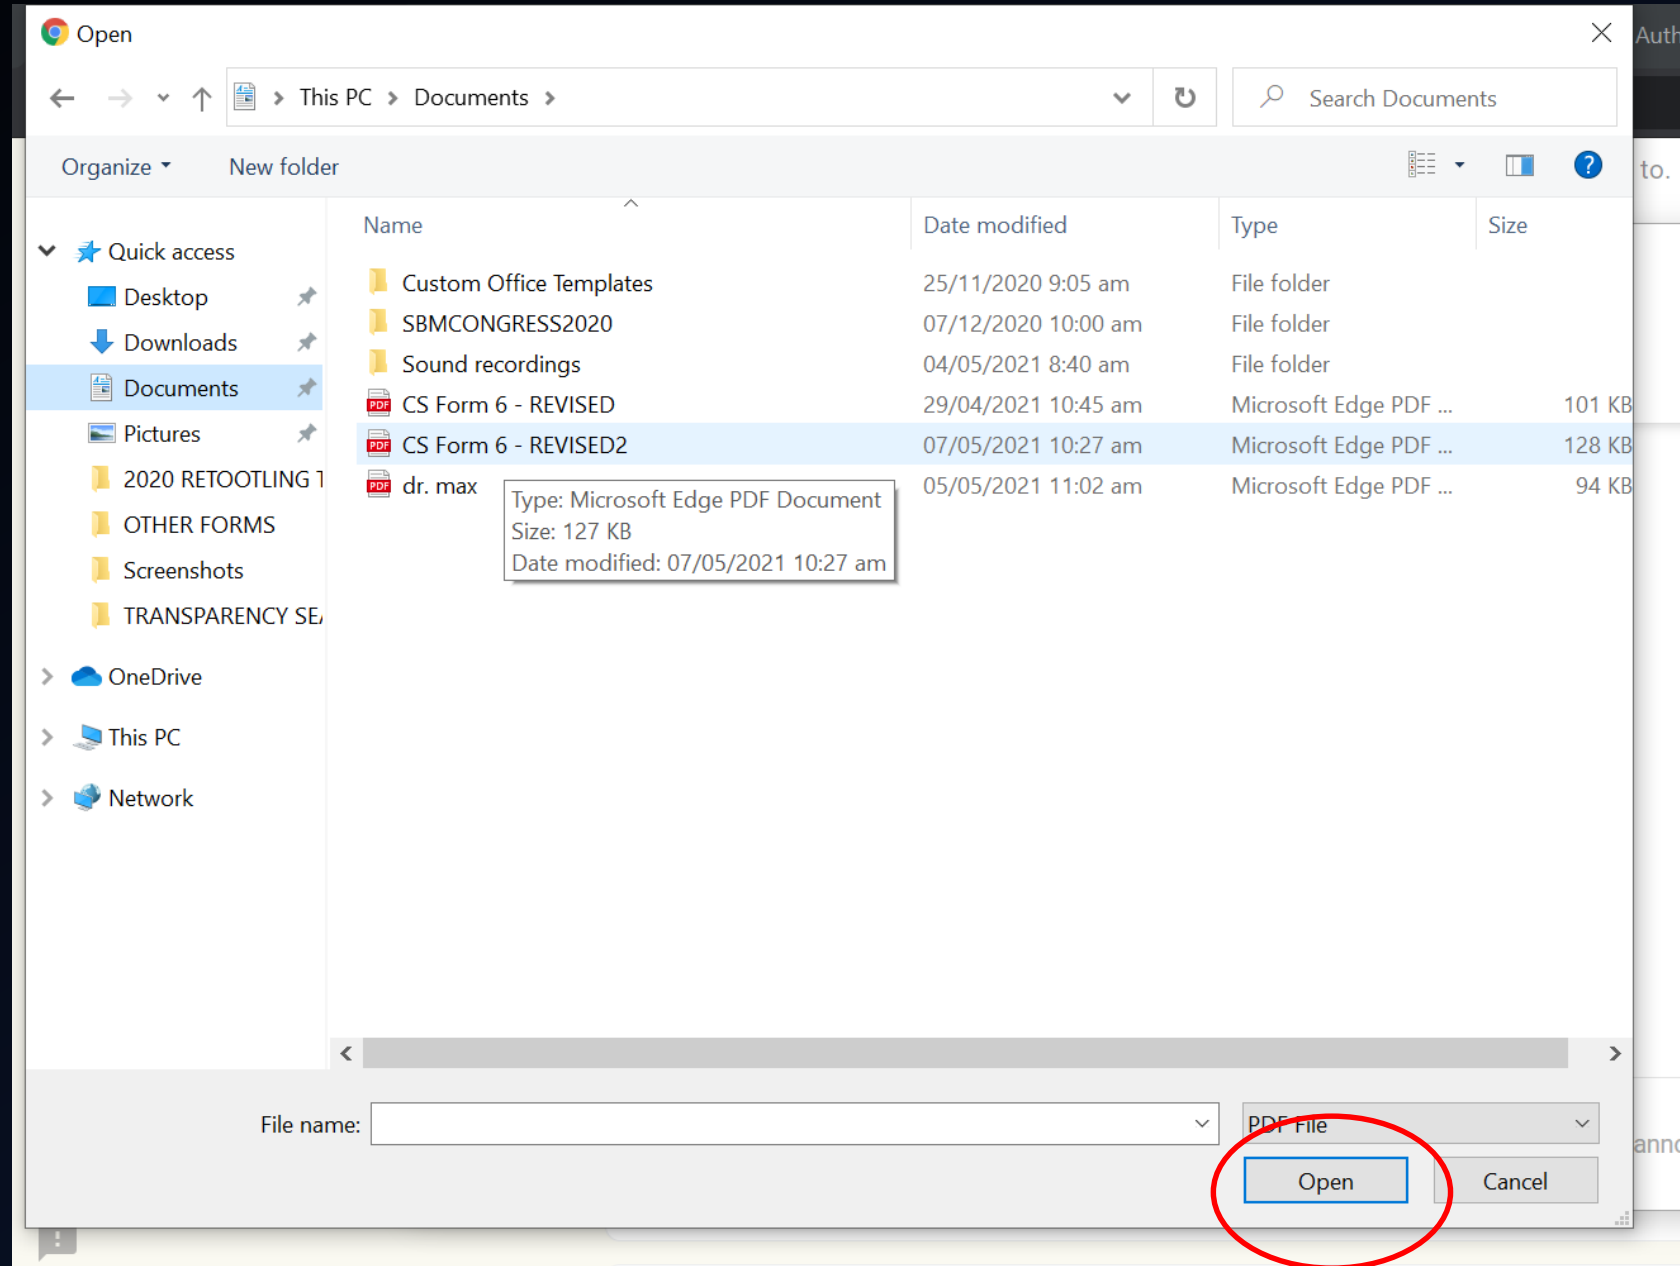 Open
Auth
This PC
Documents
Search Documents
Organize
New folder
to.
Name
Date modified
Type
Size
Quick access
Desktop
Downloads
Documents
Pictures
2020 RETOOTLING T
OTHER FORMS
Screenshots
TRANSPARENCY SEA
OneDrive
This PC
Network
Custom Office Templates 25/11/2020 9:05 am File folder
SBMCONGRESS2020 07/12/2020 10:00 am File folder
Sound recordings 04/05/2021 8:40 am File folder
PDF CS Form 6 - REVISED 29/04/2021 10:45 am Microsoft Edge PDF ... 101 KB
PDF CS Form 6 - REVISED2 07/05/2021 10:27 am Microsoft Edge PDF ... 128 KB
PDF dr. max 05/05/2021 11:02 am Microsoft Edge PDF ... 94 KB
Type: Microsoft Edge PDF Document
Size: 127 KB
Date modified: 07/05/2021 10:27 am
File name:
PDF File
anno
Open
Cancel